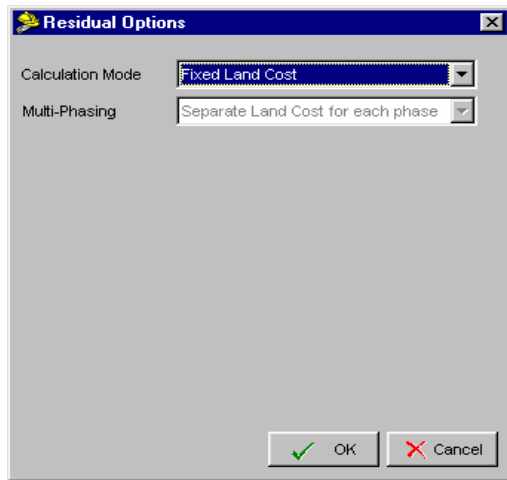 Residual Options
Calculation Mode Fixed Land Cost
Multi-Phasing Separate Land Cost for each phase
OK Cancel